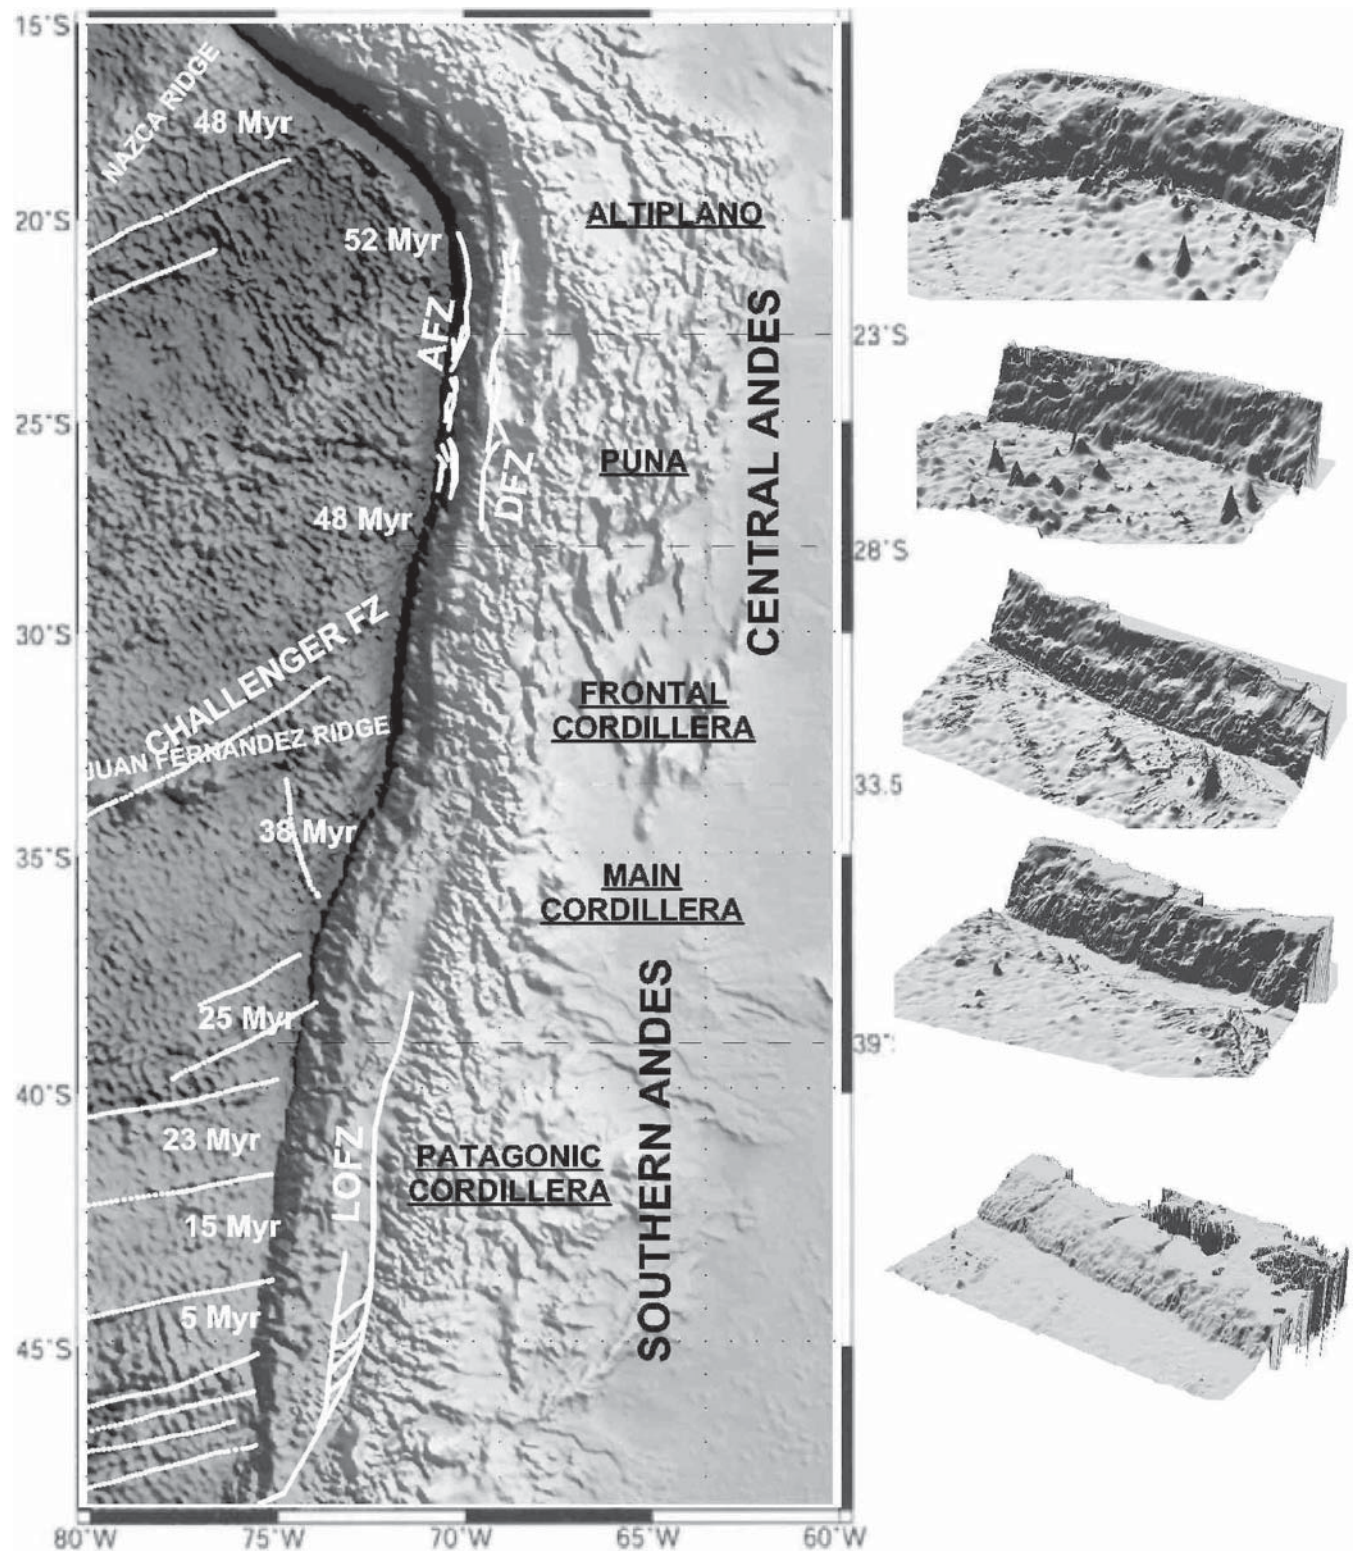 15°S
NAZCA RIDGE
48 Myr
20°S
52 Myr
ALTIPLANO
AFZ
23°S
25°S
PUNA
DFZ
48 Myr
CENTRAL ANDES
28°S
30°S
CHALLENGER FZ
FRONTAL
CORDILLERA
JUAN FERNANDEZ RIDGE
33.5
38 Myr
35°S
MAIN
CORDILLERA
25 Myr
39°
40°S
SOUTHERN ANDES
23 Myr
LOFZ
PATAGONIC
CORDILLERA
15 Myr
5 Myr
45°S
80°W 75°W 70°W 65°W 60°W